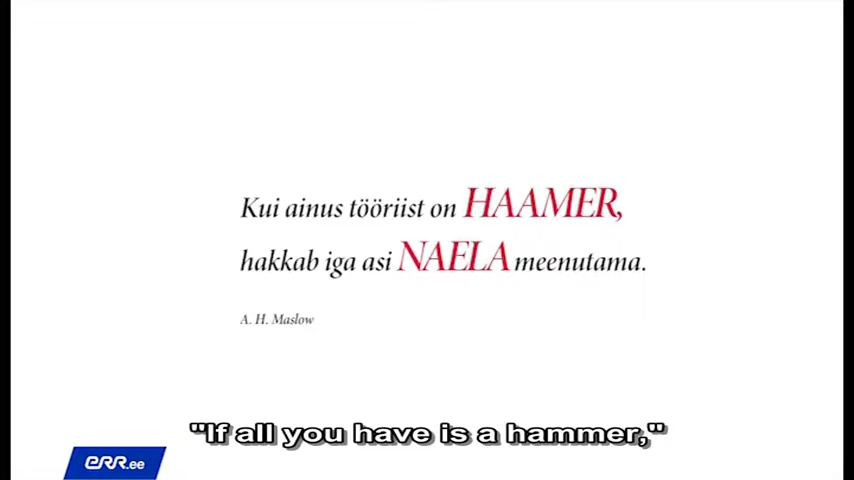 Kui ainus tööriist on HAAMER,
hakkab iga asi NAELA meenutama.
A. H. Maslow
"If all you have is a hammer,"
err.ee